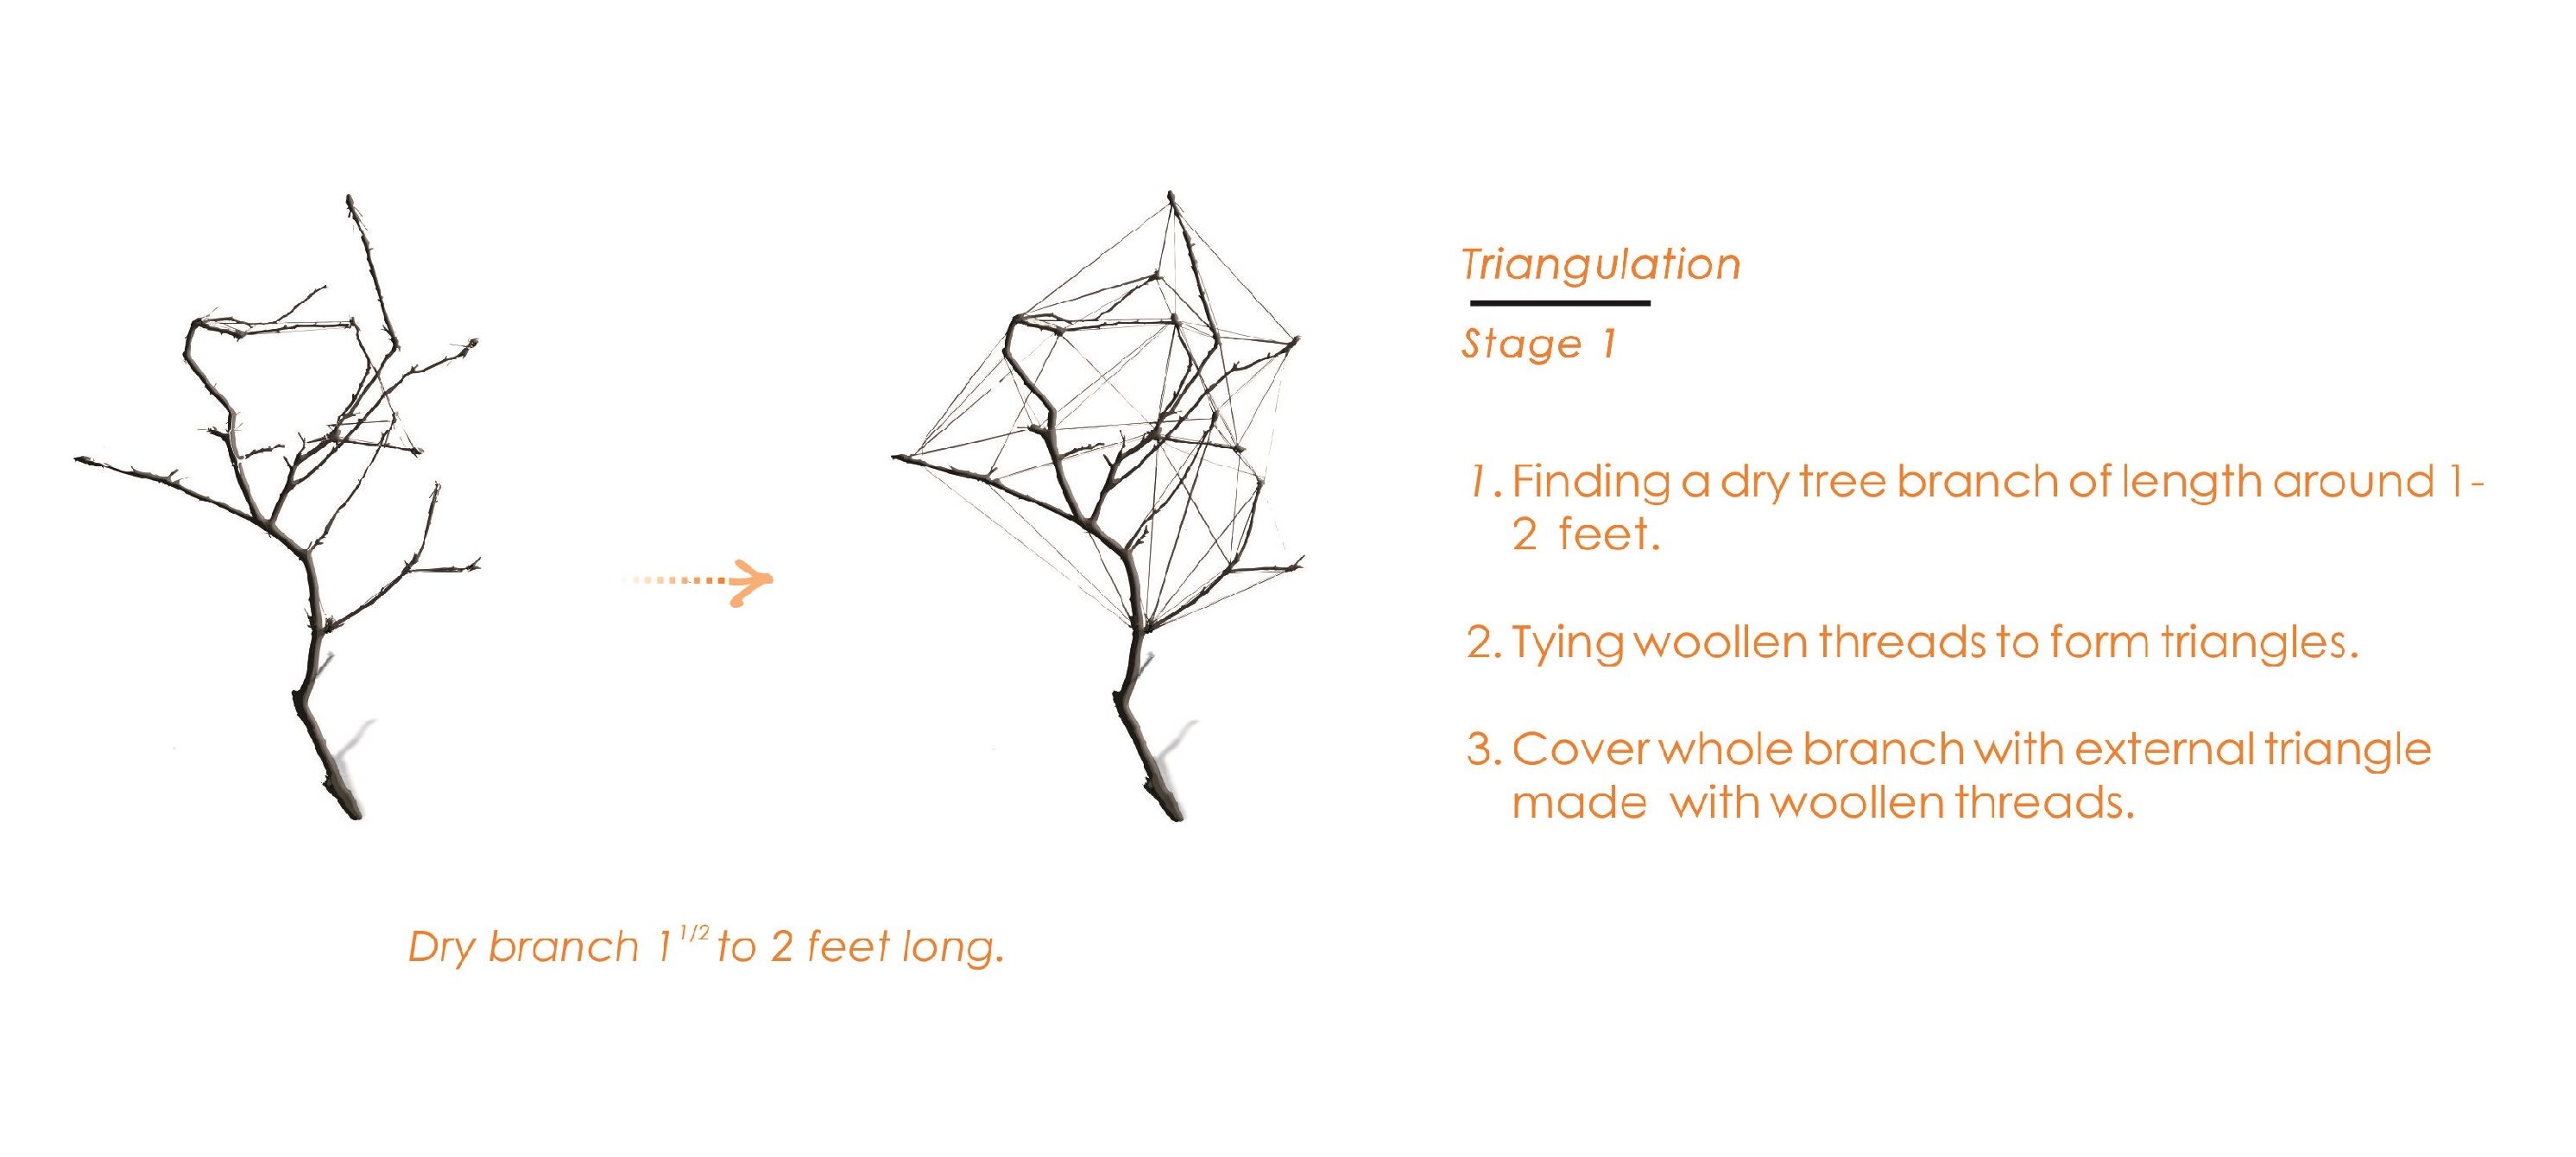 Triangulation
Stage 1
1. Finding a dry tree branch of length around 1-
2 feet.
2. Tying woollen threads to form triangles.
3. Cover whole branch with external triangle
made with woollen threads.
Dry branch 1 1/2 to 2 feet long.